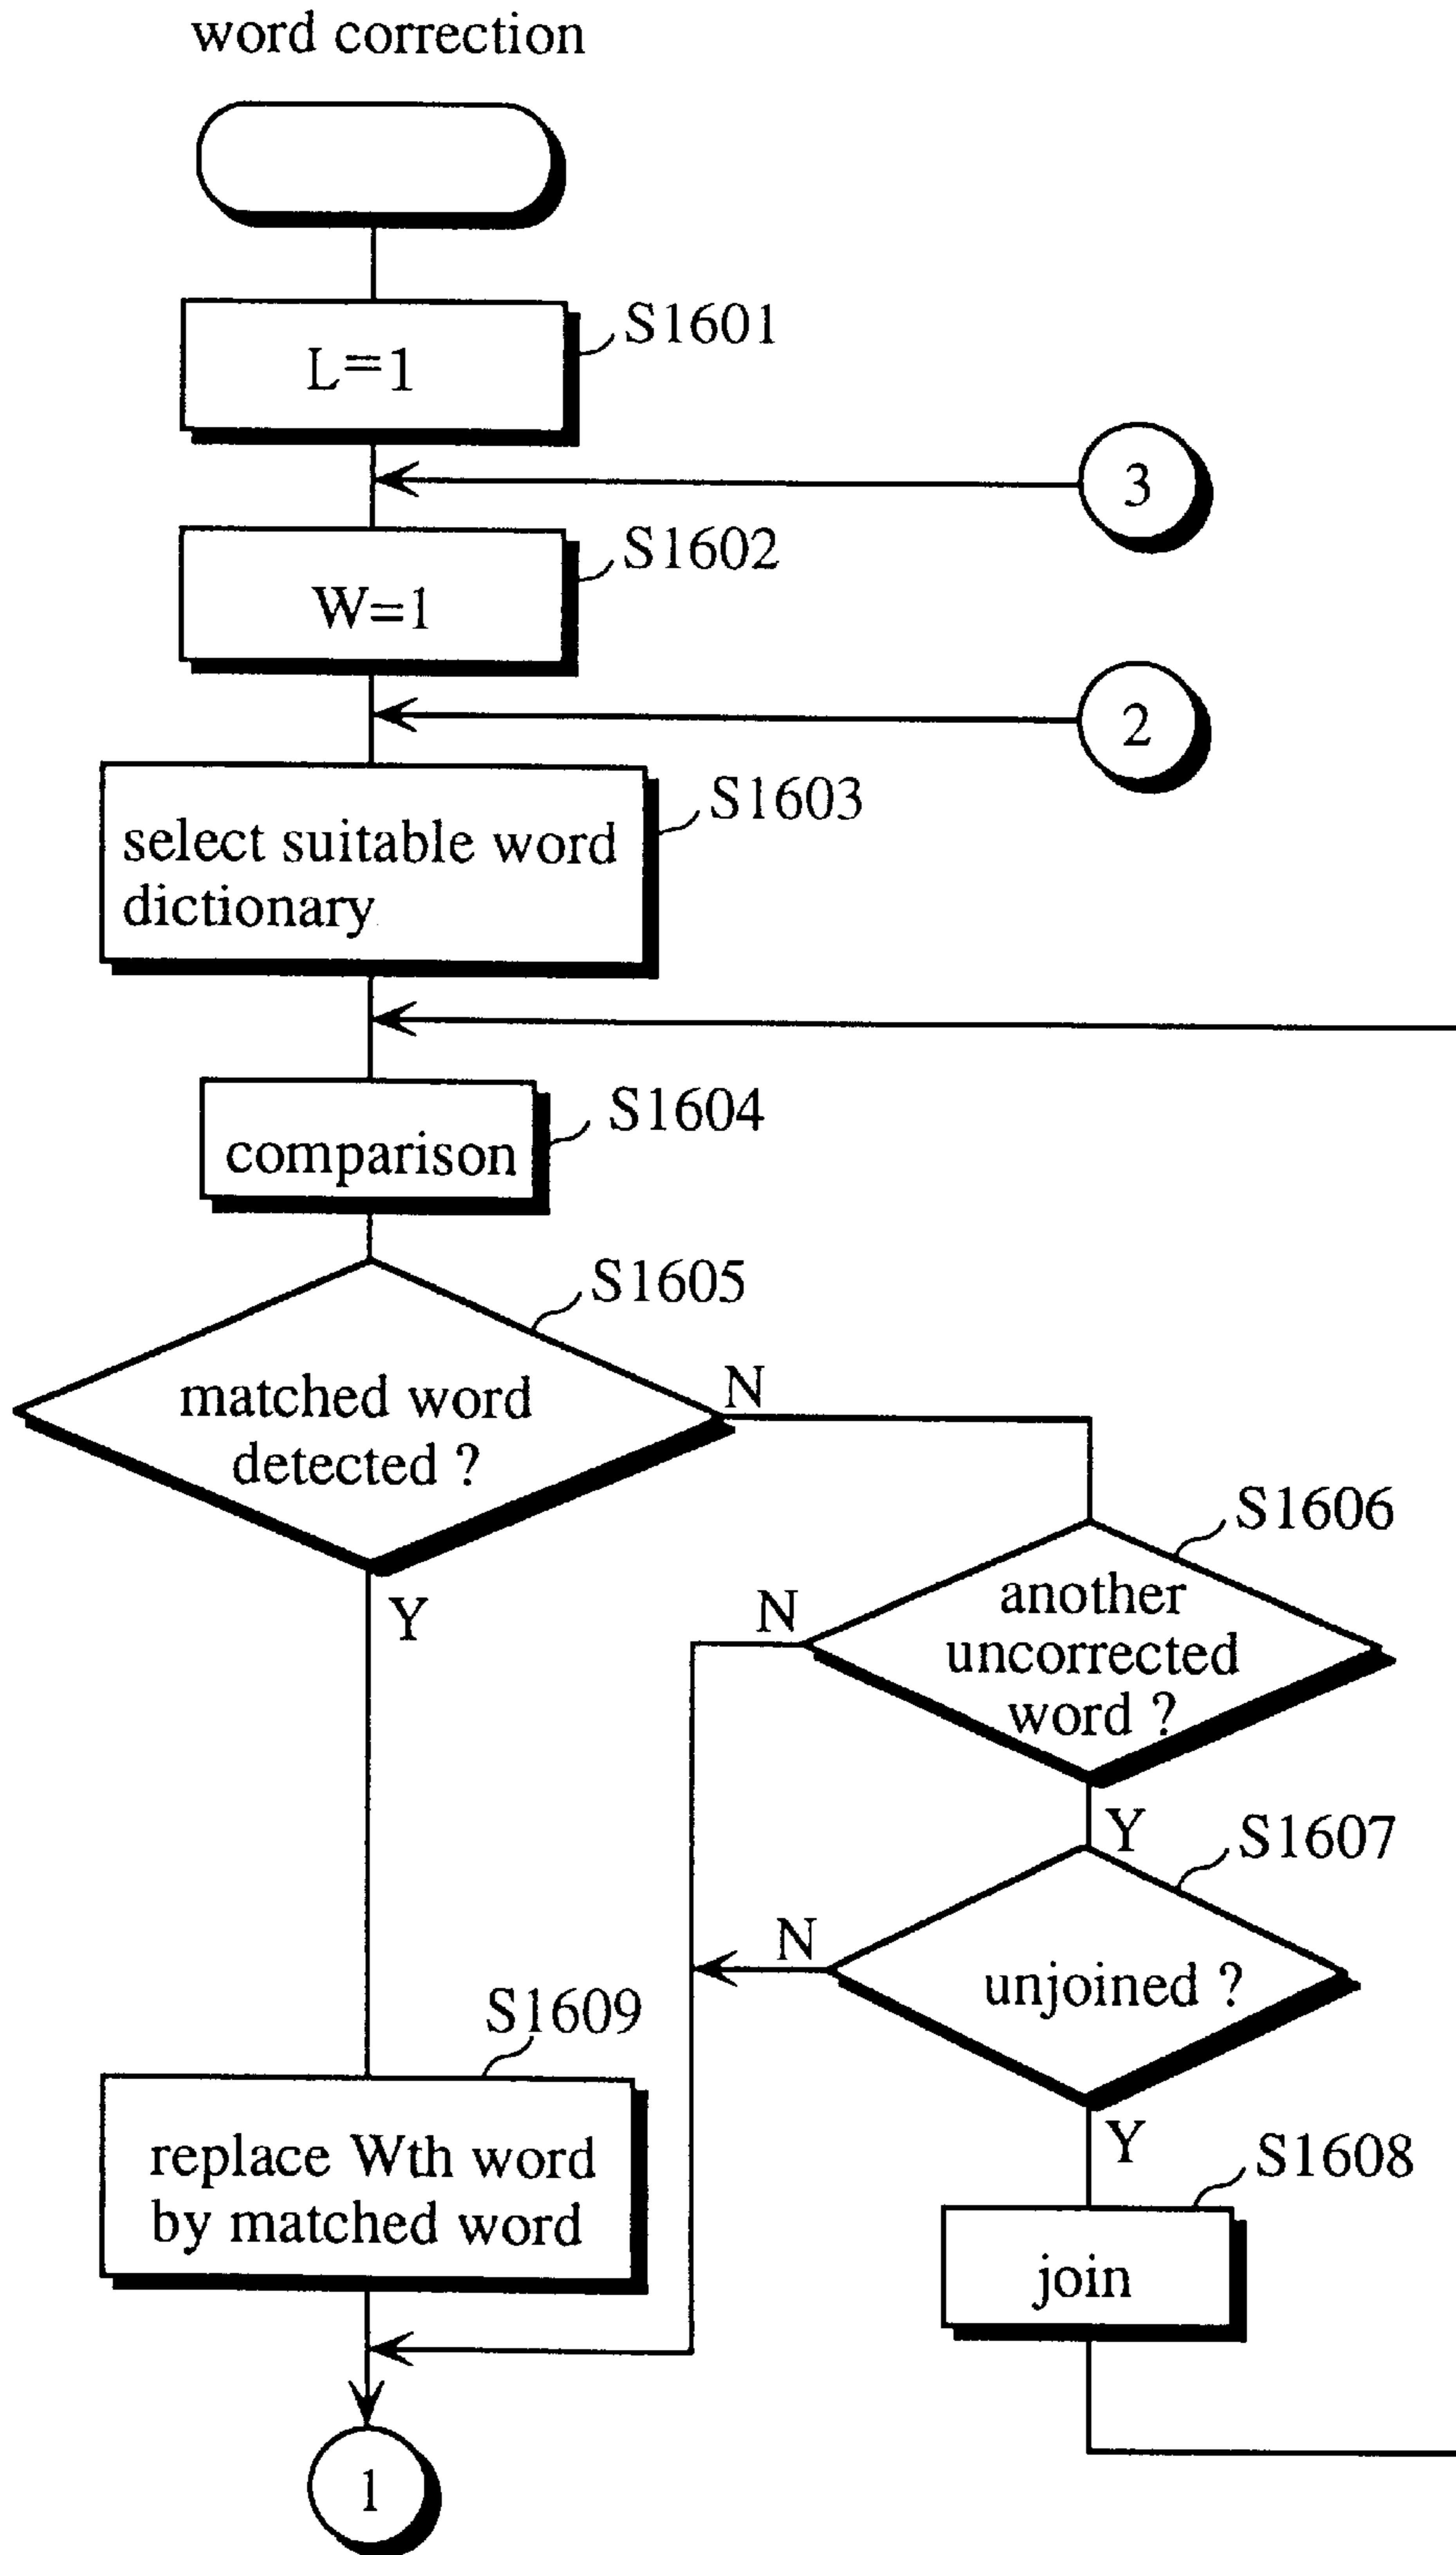 word correction
S1601
L=1
3
S1602
W=1
2
S1603
select suitable word
dictionary
S1604
comparison
S1605
matched word
detected ?
N
Y
S1606
another
uncorrected
word ?
N
Y
S1607
unjoined ?
N
Y
S1608
join
S1609
replace Wth word
by matched word
1